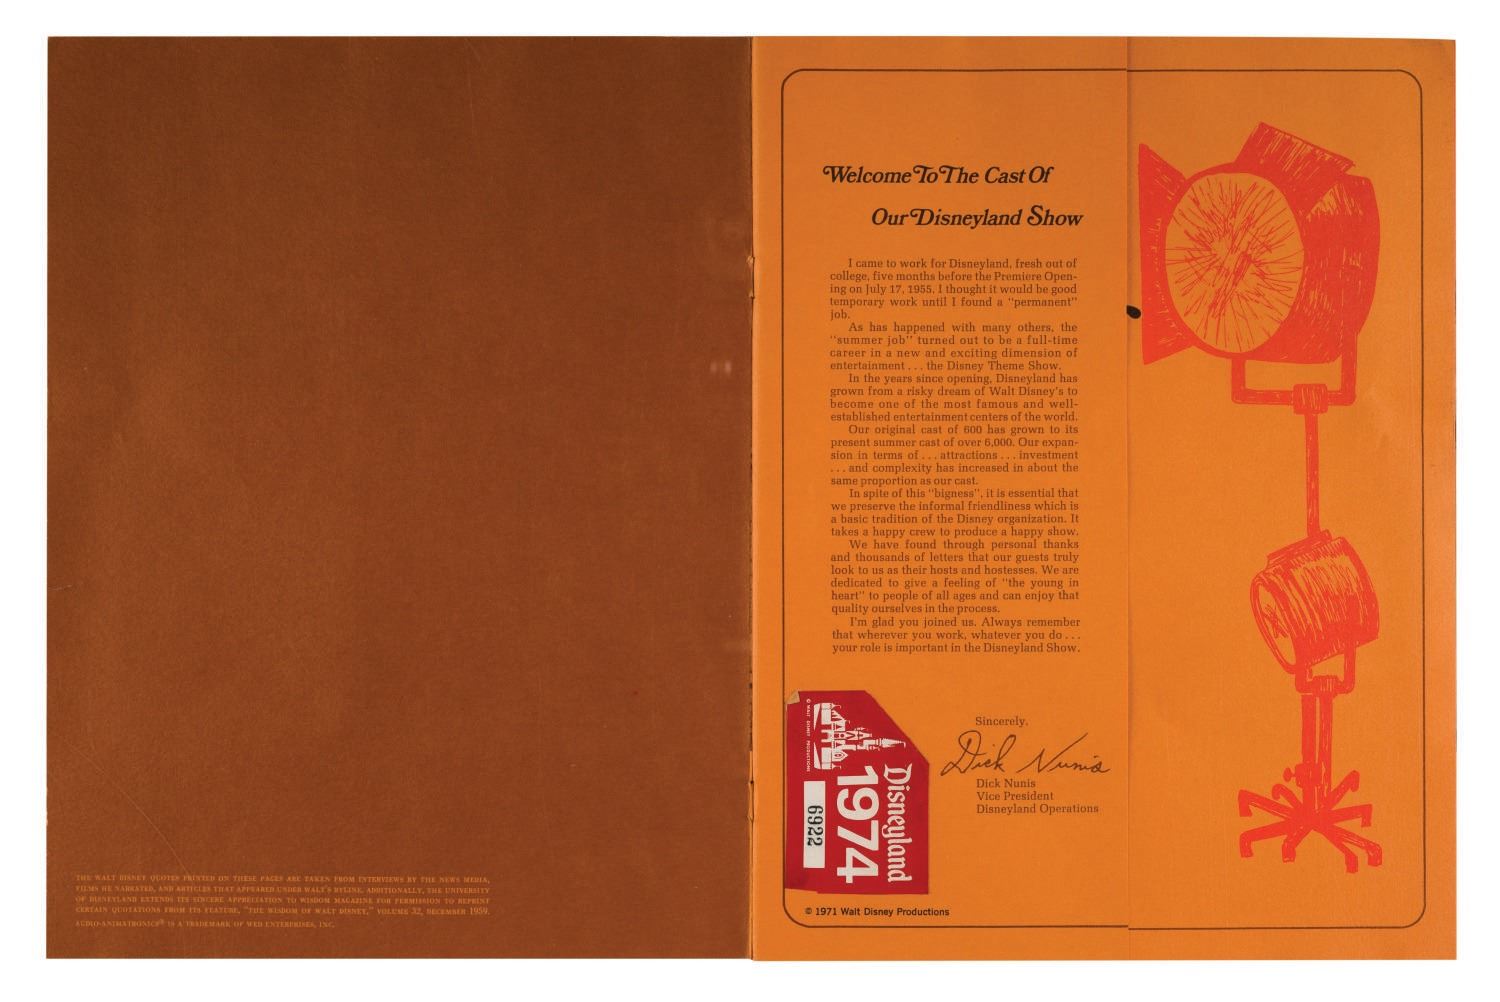 THE WALT DISNEY QUOTES PRINTED ON THESE PAGES ARE TAKEN FROM INTERVIEWS BY THE NEWS MEDIA,
FILMS HE NARRATED, AND ARTICLES THAT APPEARED UNDER WALT'S BYLINE. ADDITIONALLY, THE UNIVERSITY
OF DISNEYLAND EXTENDS ITS SINCERE APPRECIATION TO WISDOM MAGAZINE FOR PERMISSION TO REPRINT
CERTAIN QUOTATIONS FROM ITS FEATURE, "THE WISDOM OF WALT DISNEY," VOLUME 32, DECEMBER 1959.
AUDIO-ANIMATRONICS® IS A TRADEMARK OF WED ENTERPRISES, INC.
Welcome To The Cast Of
Our Disneyland Show
I came to work for Disneyland, fresh out of
college, five months before the Premiere Open-
ing on July 17, 1955. I thought it would be good
temporary work until I found a "permanent"
job.
As has happened with many others, the
"summer job" turned out to be a full-time
career in a new and exciting dimension of
entertainment . . . the Disney Theme Show.
In the years since opening, Disneyland has
grown from a risky dream of Walt Disney's to
become one of the most famous and well-
established entertainment centers of the world.
Our original cast of 600 has grown to its
present summer cast of over 6,000. Our expan-
sion in terms of . . . attractions . . . investment
. . . and complexity has increased in about the
same proportion as our cast.
In spite of this "bigness", it is essential that
we preserve the informal friendliness which is
a basic tradition of the Disney organization. It
takes a happy crew to produce a happy show.
We have found through personal thanks
and thousands of letters that our guests truly
look to us as their hosts and hostesses. We are
dedicated to give a feeling of "the young in
heart" to people of all ages and can enjoy that
quality ourselves in the process.
I'm glad you joined us. Always remember
that wherever you work, whatever you do . . .
your role is important in the Disneyland Show.
Sincerely,
Dick Nunis
Dick Nunis
Vice President
Disneyland Operations
Disneyland
1974
6922
© WALT DISNEY PRODUCTIONS
© 1971 Walt Disney Productions